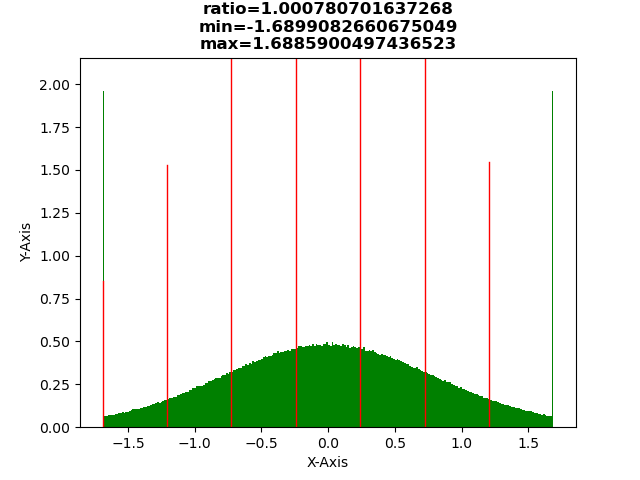 ratio=1.000780701637268
min=-1.6899082660675049
max=1.6885900497436523
2.00
1.75
1.50
1.25
1.00
0.75
0.50
0.25
0.00
Y-Axis
−1.5 −1.0 −0.5 0.0 0.5 1.0 1.5
X-Axis